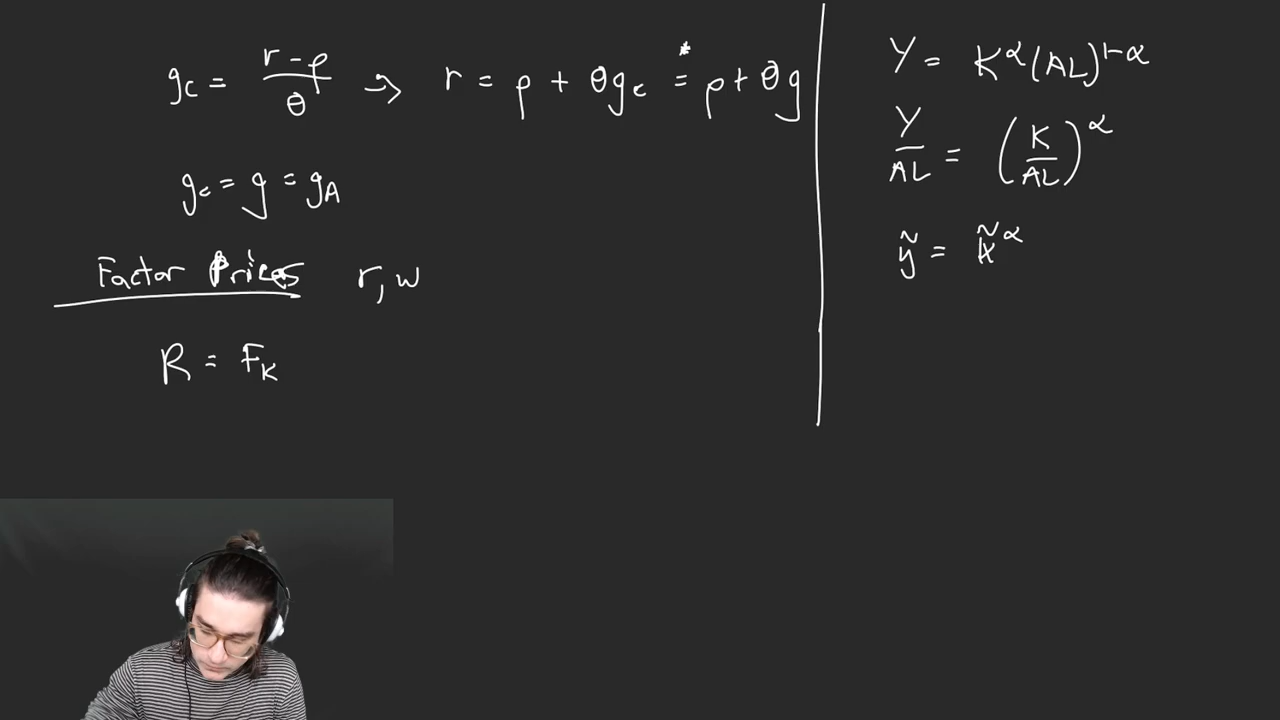 g_c = (r - ρ)/θ → r = ρ + θg_c =* ρ + θg
g_c = g = g_A
Factor Prices r, w
R = F_K
Y = K^α (AL)^{1-α}
Y/AL = (K/AL)^α
ỹ = k̃^α